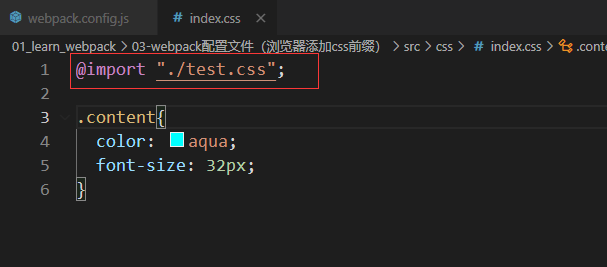 webpack.config.js
index.css
01_learn_webpack > 03-webpack配置文件（浏览器添加css前缀） > src > css > # index.css > .conte
1 @import "./test.css";
2
3 .content{
4 color: aqua;
5 font-size: 32px;
6 }